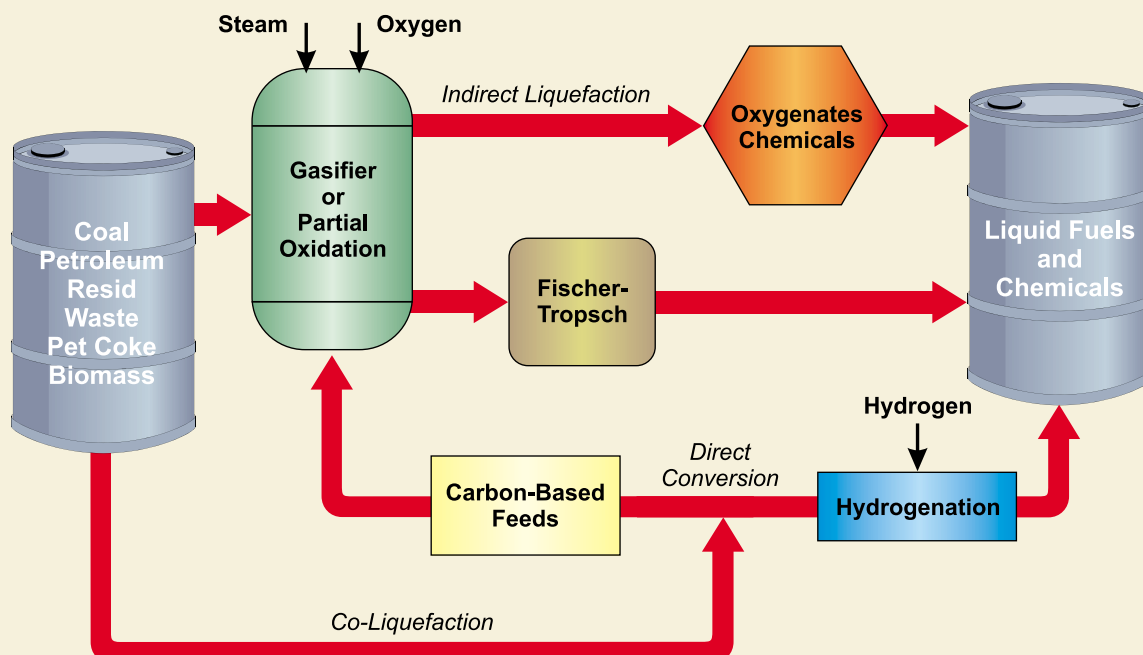 Steam
Oxygen
Indirect Liquefaction
Oxygenates
Chemicals
Gasifier
or
Partial
Oxidation
Coal
Petroleum
Resid
Waste
Pet Coke
Biomass
Liquid Fuels
and
Chemicals
Fischer-
Tropsch
Hydrogen
Direct
Conversion
Carbon-Based
Feeds
Hydrogenation
Co-Liquefaction